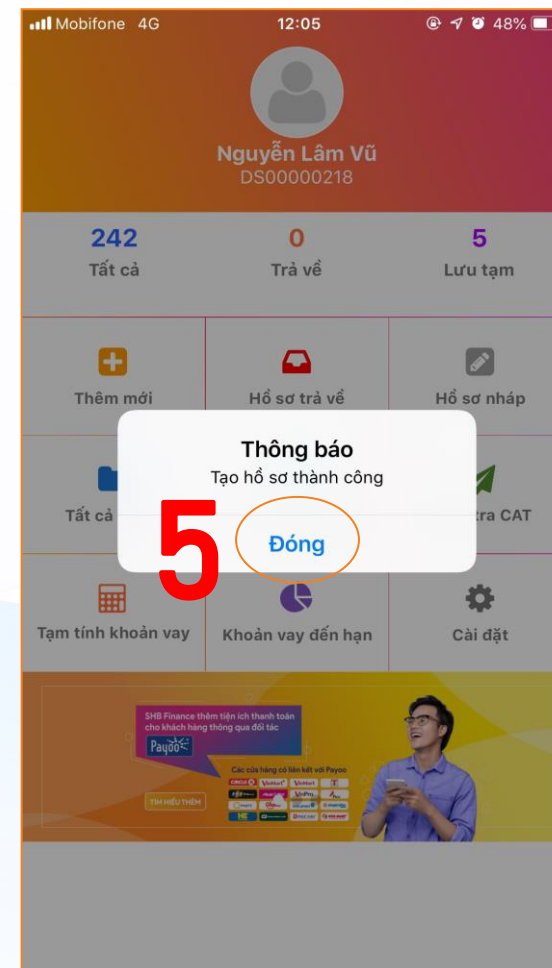 Mobifone 4G 12:05 48%
Nguyễn Lâm Vũ
DS00000218
242 0 5
Tất cả Trả về Lưu tạm
Thêm mới Hồ sơ trả về Hồ sơ nháp
Thông báo
Tạo hồ sơ thành công
Tất cả tra CAT
5
Đóng
Tạm tính khoản vay Khoản vay đến hạn Cài đặt
SHB Finance thêm tiện ích thanh toán
cho khách hàng thông qua đối tác
Payoo
Các cửa hàng có liên kết với Payoo
TÌM HIỂU THÊM